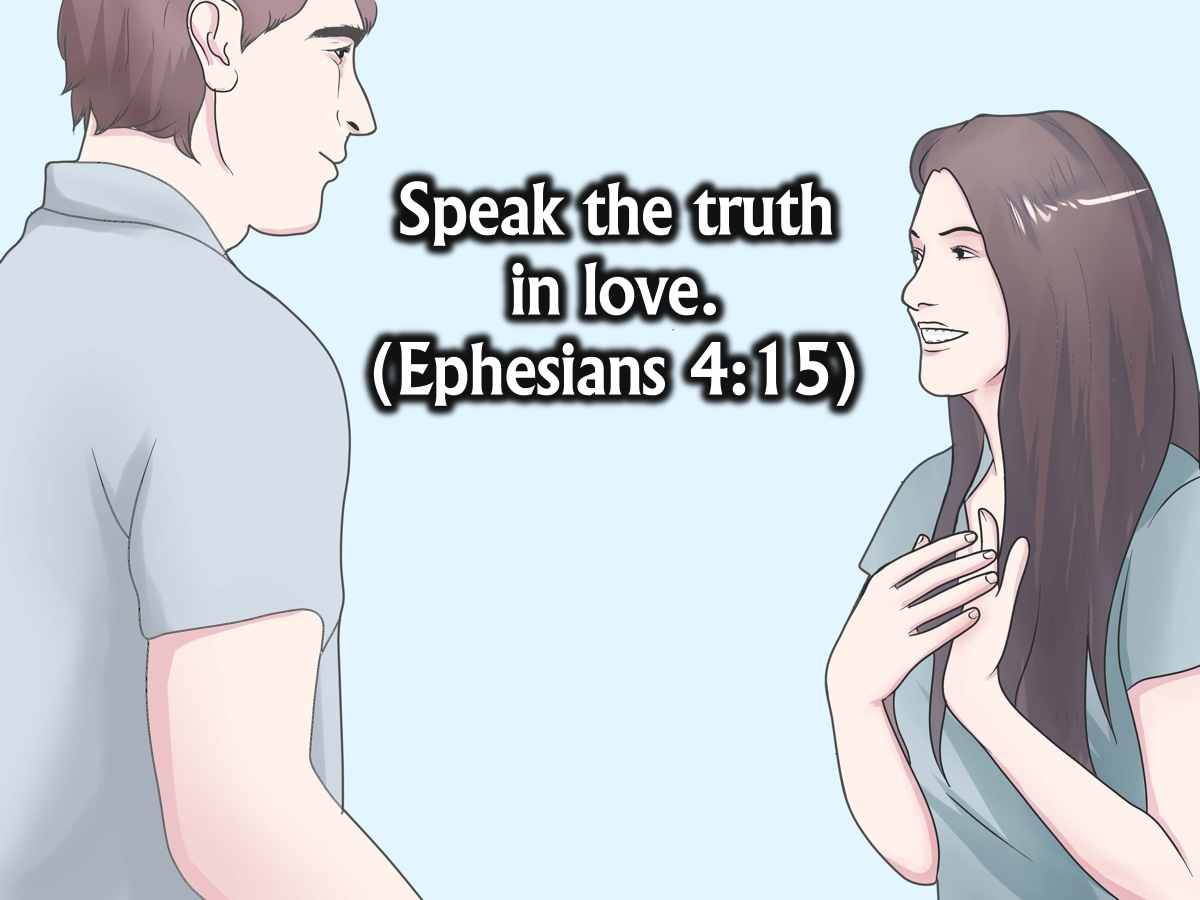 Speak the truth
in love.
(Ephesians 4:15)